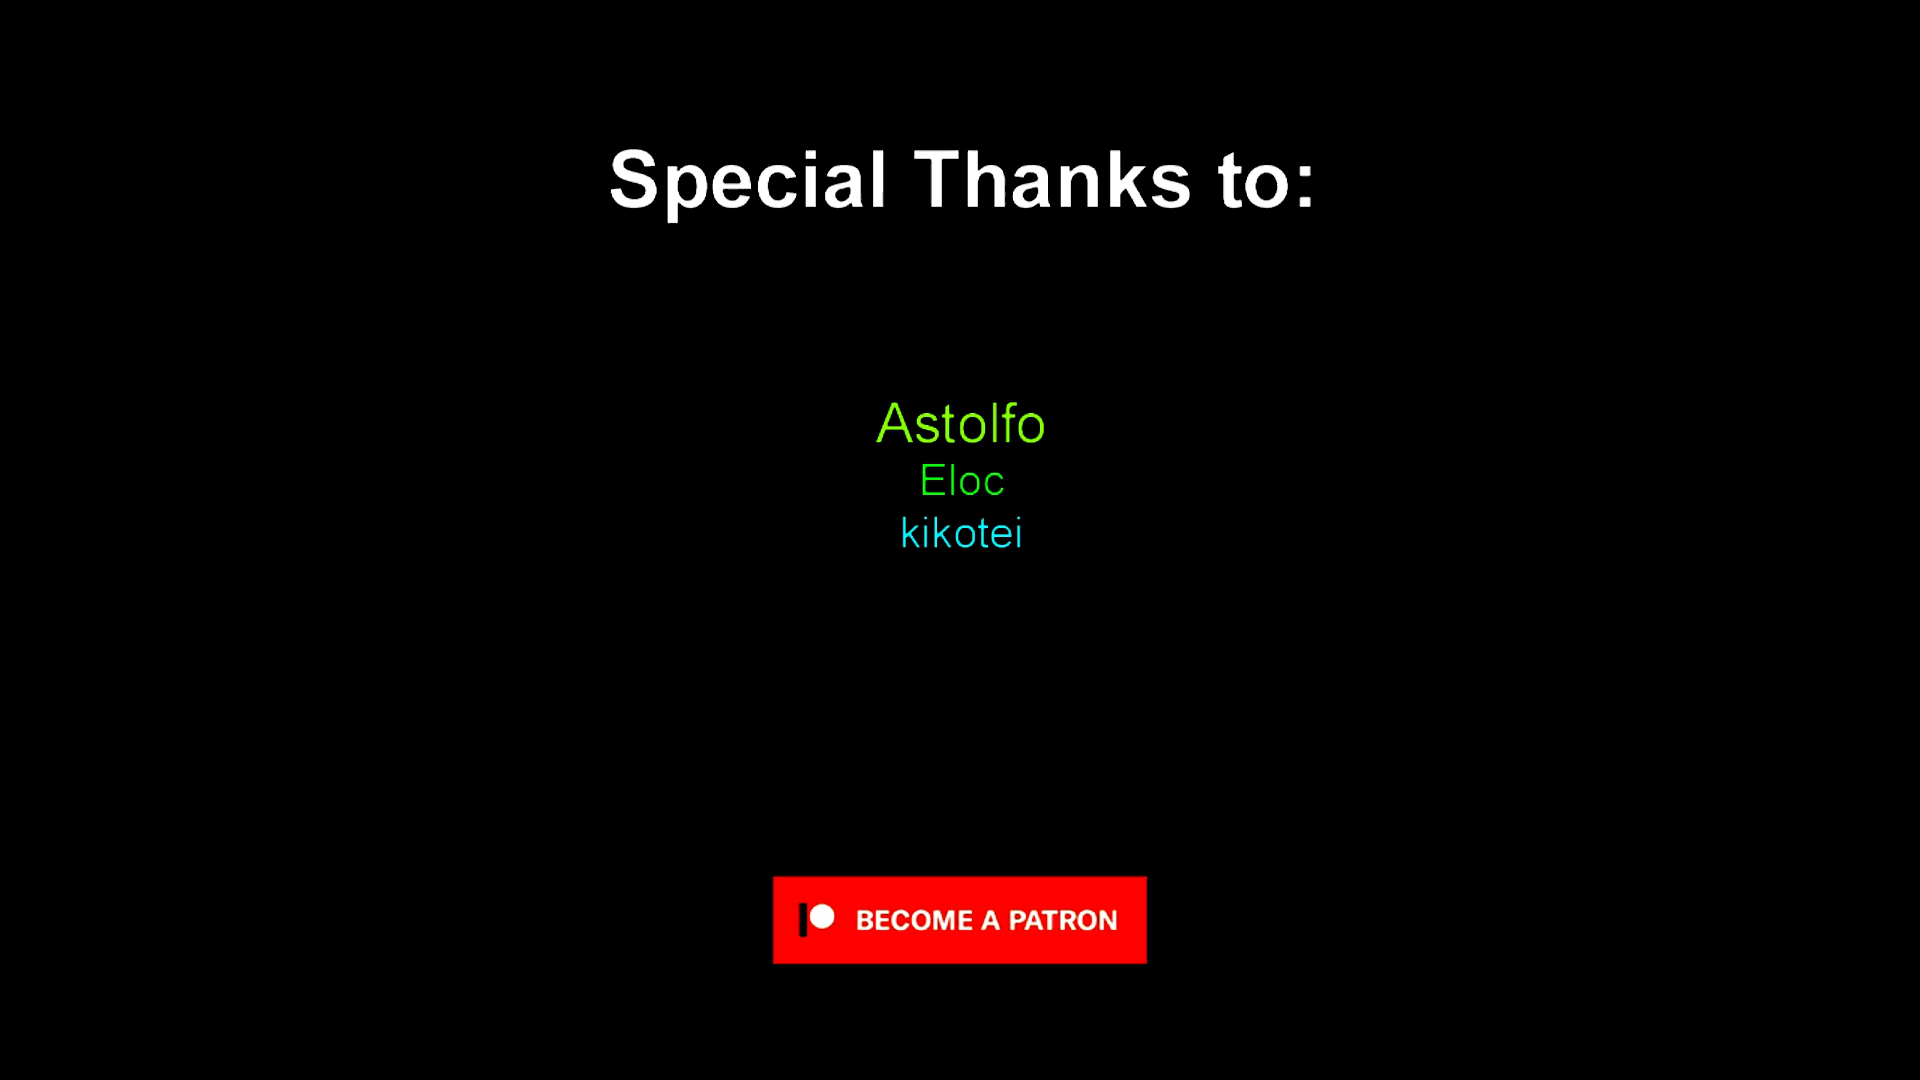 Special Thanks to:
Astolfo
Eloc
kikotei
BECOME A PATRON